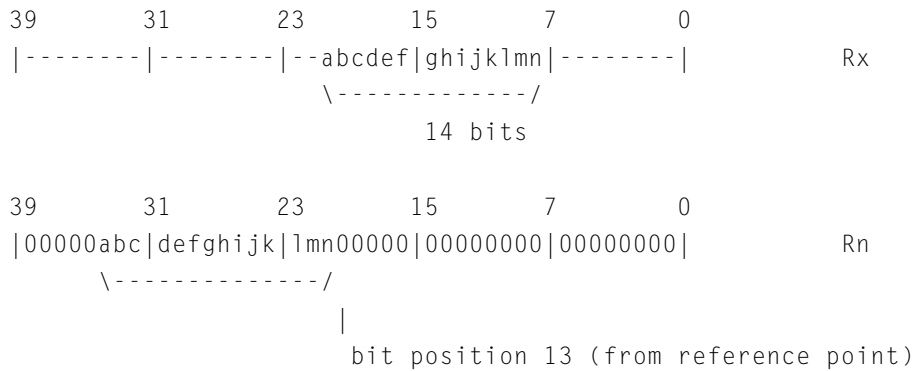 39 31 23 15 7 0
|--------|--------|--abcdef|ghijklmn|--------| Rx
\-------------/
14 bits
39 31 23 15 7 0
|00000abc|defghijk|lmn00000|00000000|00000000| Rn
\--------------/
|
bit position 13 (from reference point)